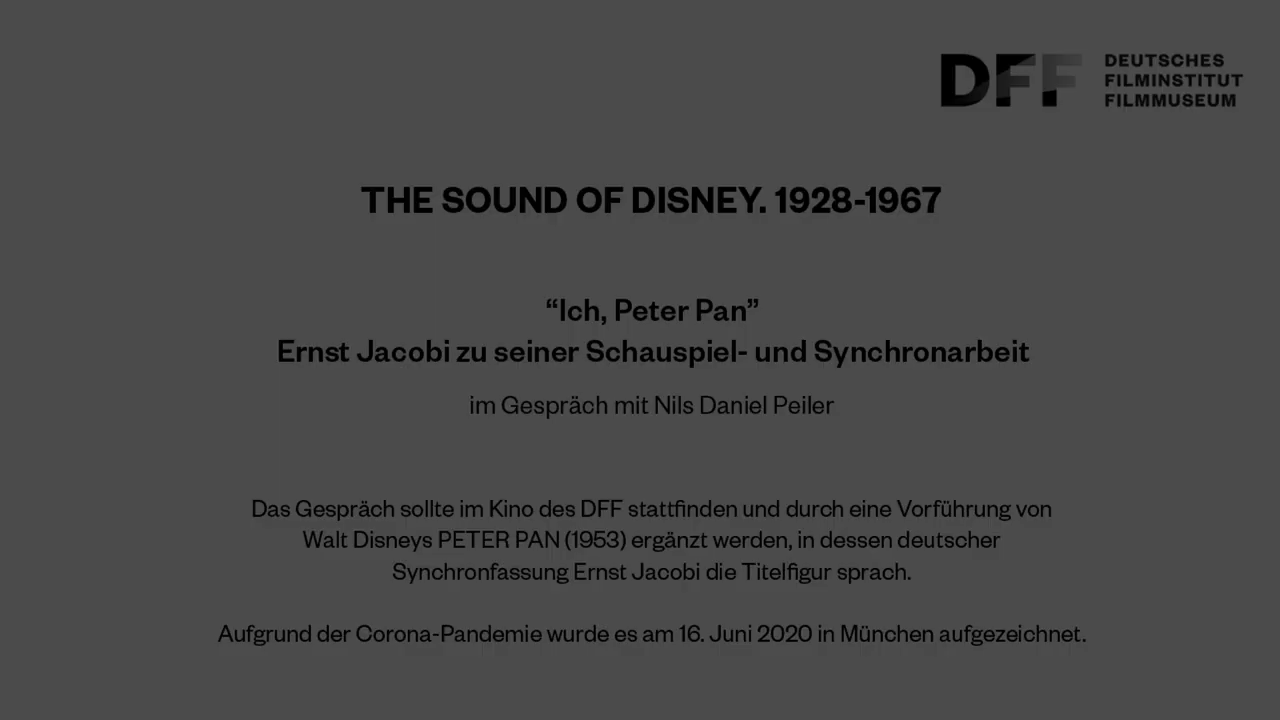 DFF
DEUTSCHES
FILMINSTITUT
FILMMUSEUM
THE SOUND OF DISNEY. 1928-1967
“Ich, Peter Pan”
Ernst Jacobi zu seiner Schauspiel- und Synchronarbeit
im Gespräch mit Nils Daniel Peiler
Das Gespräch sollte im Kino des DFF stattfinden und durch eine Vorführung von
Walt Disneys PETER PAN (1953) ergänzt werden, in dessen deutscher
Synchronfassung Ernst Jacobi die Titelfigur sprach.
Aufgrund der Corona-Pandemie wurde es am 16. Juni 2020 in München aufgezeichnet.